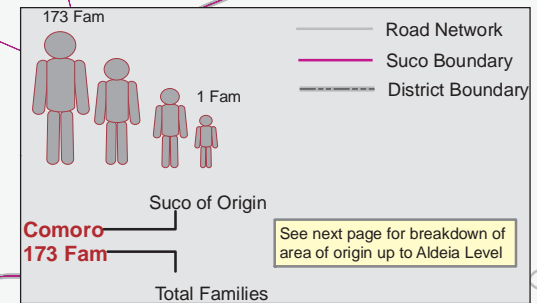 173 Fam
1 Fam
Road Network
Suco Boundary
District Boundary
Suco of Origin
Comoro
173 Fam
Total Families
See next page for breakdown of
area of origin up to Aldeia Level